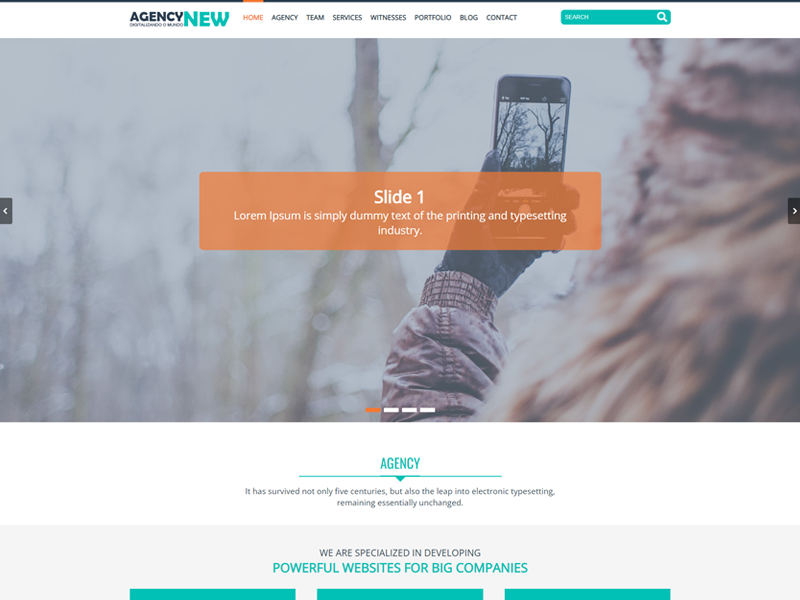 AGENCYNEW
DIGITALIZANDO O MUNDO
HOME AGENCY TEAM SERVICES WITNESSES PORTFOLIO BLOG CONTACT
SEARCH
Slide 1
Lorem Ipsum is simply dummy text of the printing and typesetting
industry.
AGENCY
It has survived not only five centuries, but also the leap into electronic typesetting,
remaining essentially unchanged.
WE ARE SPECIALIZED IN DEVELOPING
POWERFUL WEBSITES FOR BIG COMPANIES